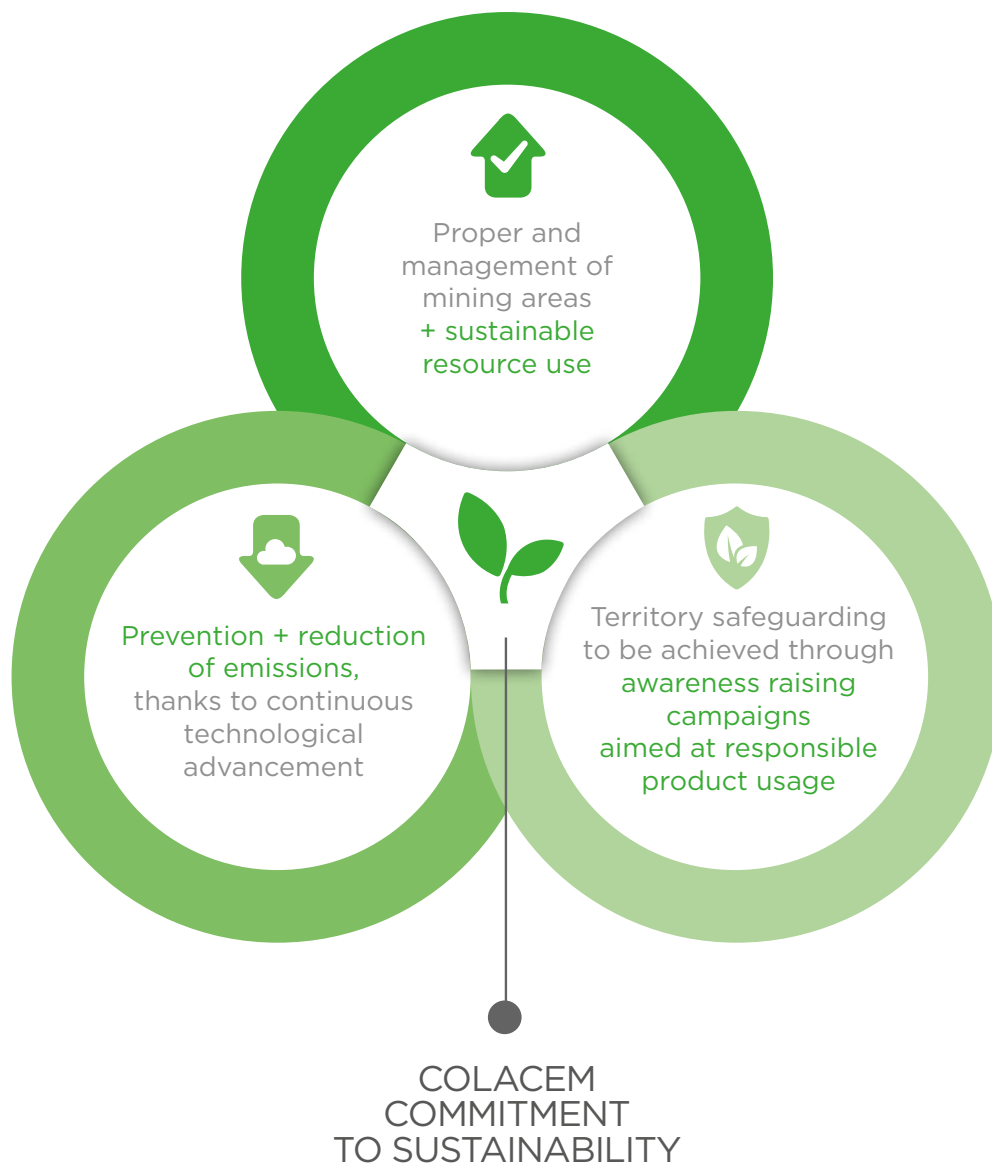 Proper and
management of
mining areas
+ sustainable
resource use
Prevention + reduction
of emissions,
thanks to continuous
technological
advancement
Territory safeguarding
to be achieved through
awareness raising
campaigns
aimed at responsible
product usage
COLACEM
COMMITMENT
TO SUSTAINABILITY